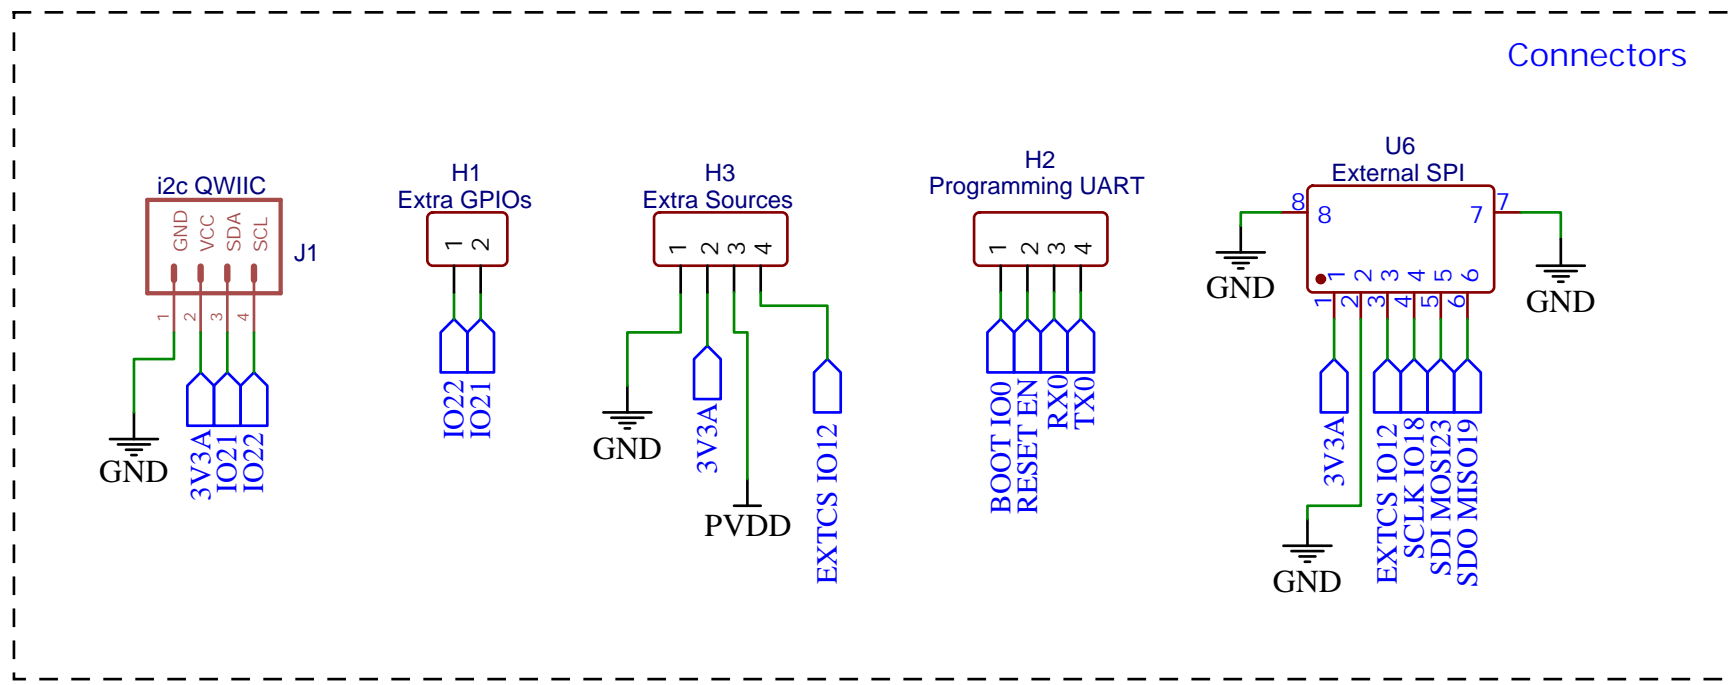 Connectors
i2c QWIIC
J1
GND
VCC
SDA
SCL
1
2
3
4
GND
3V3A
IO21
IO22
H1
Extra GPIOs
1
2
IO22
IO21
H3
Extra Sources
1
2
3
4
GND
3V3A
PVDD
EXTCS IO12
H2
Programming UART
1
2
3
4
BOOT IO0
RESET EN
RX0
TX0
U6
External SPI
8
8
7
7
1
2
3
4
5
6
1
2
3
4
5
6
GND
GND
3V3A
GND
EXTCS IO12
SCLK IO18
SDI MOSI23
SDO MISO19